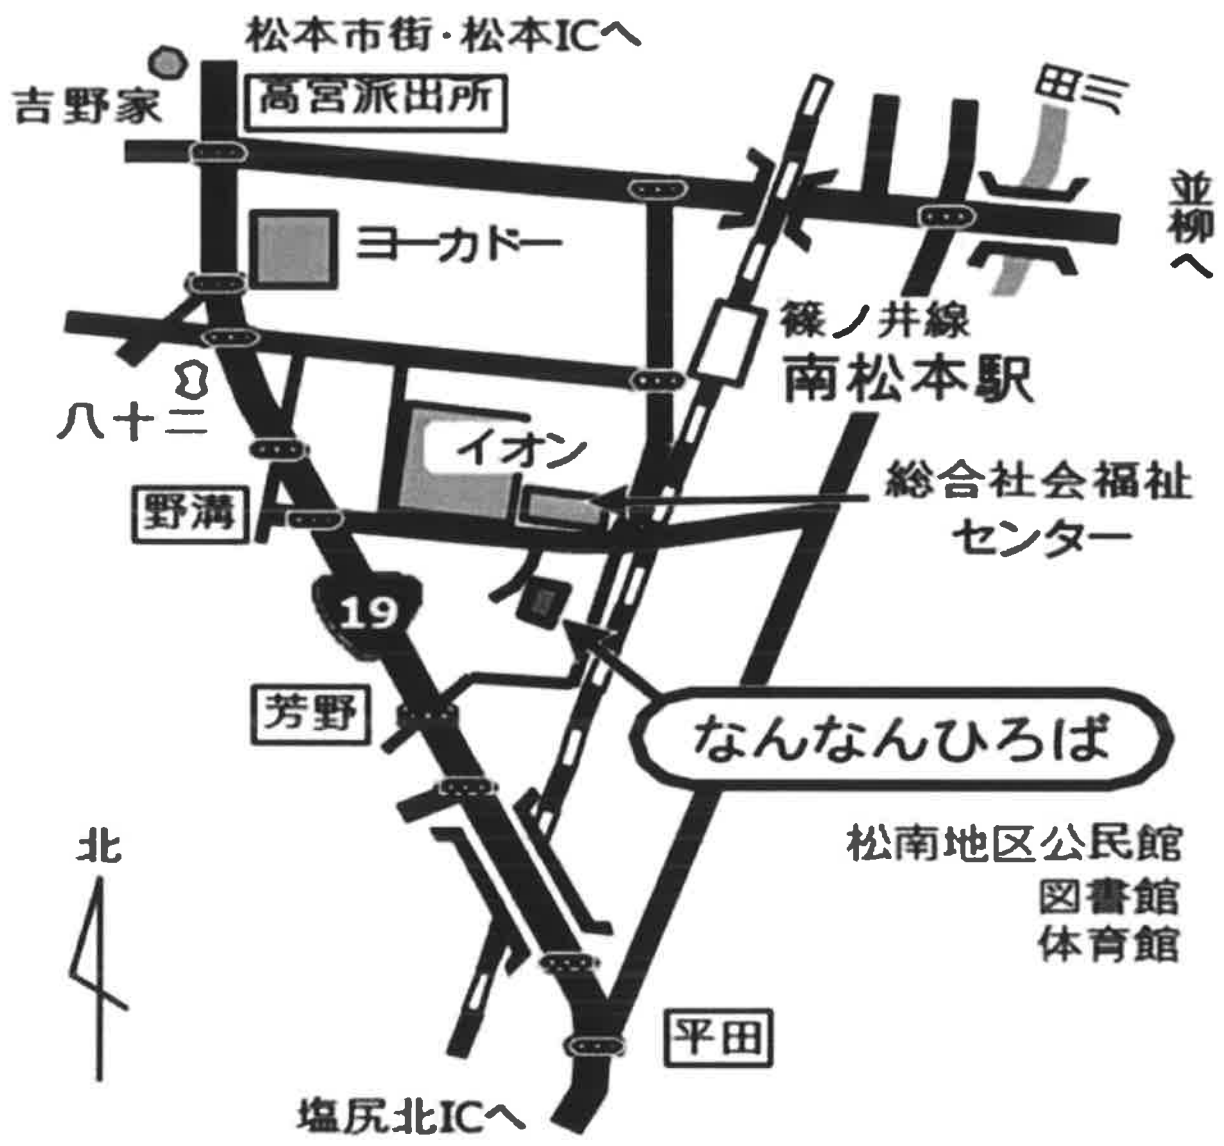 松本市街・松本ICへ
吉野家
高宮派出所
田川
並柳へ
ヨーカドー
篠ノ井線
南松本駅
八十二
イオン
野溝
総合社会福祉
センター
19
芳野
なんなんひろば
松南地区公民館
図書館
体育館
北
平田
塩尻北ICへ